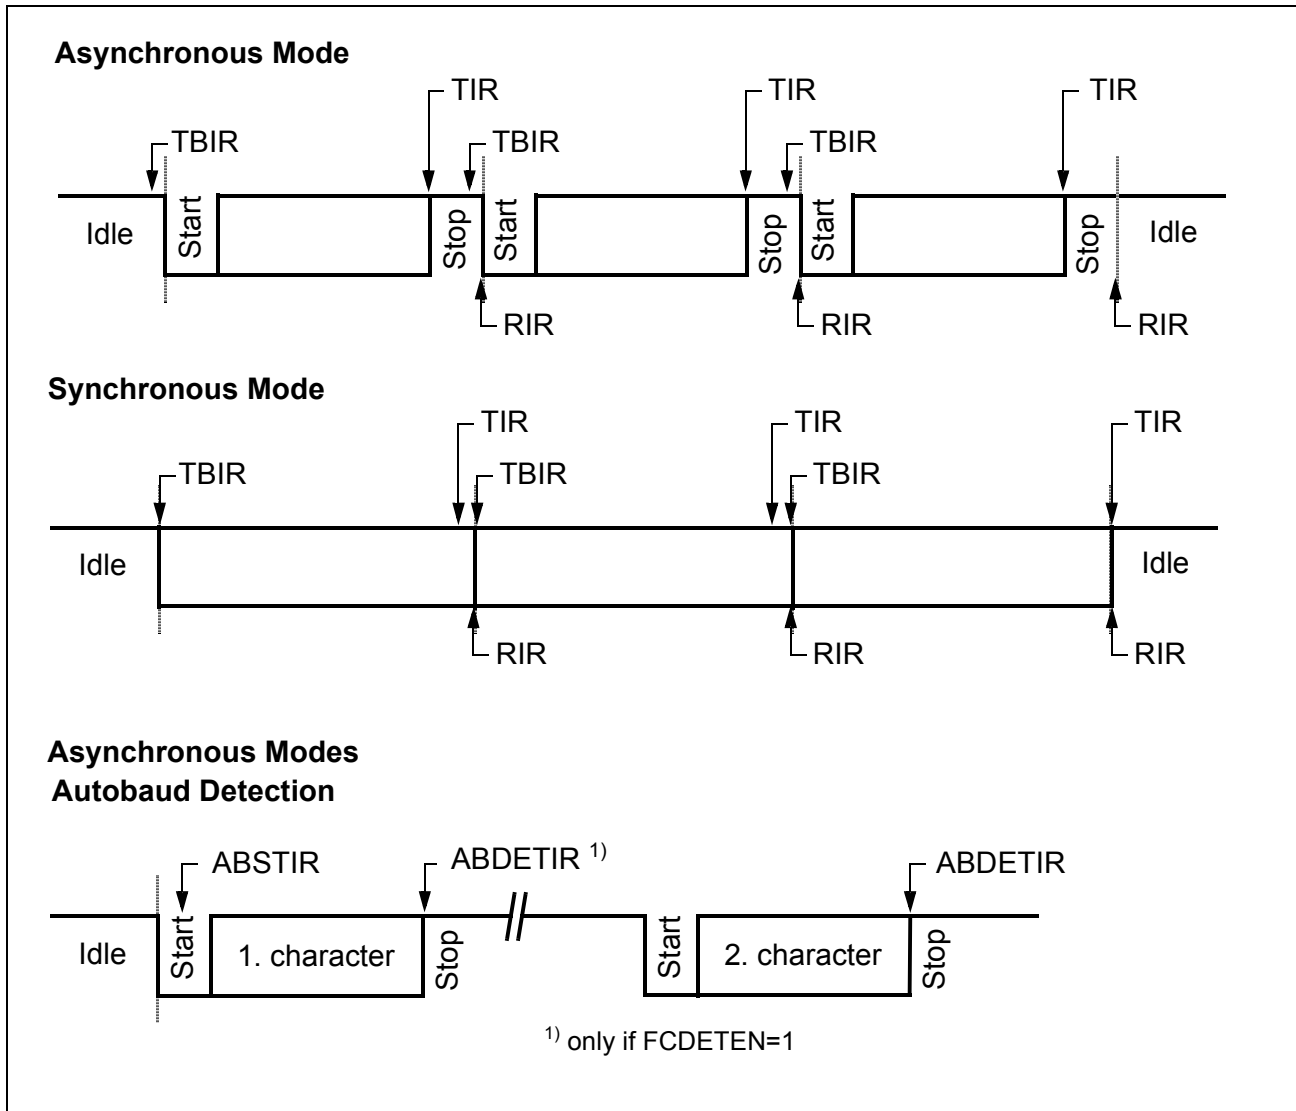 Asynchronous Mode
TIR TIR TIR
TBIR TBIR TBIR
Idle Start Stop Start Stop Start Stop Idle
RIR RIR RIR
Synchronous Mode
TIR TIR TIR
TBIR TBIR TBIR
Idle Idle
RIR RIR RIR
Asynchronous Modes
Autobaud Detection
ABSTIR ABDETIR 1) ABDETIR
Idle Start 1. character Stop Start 2. character Stop
1) only if FCDETEN=1